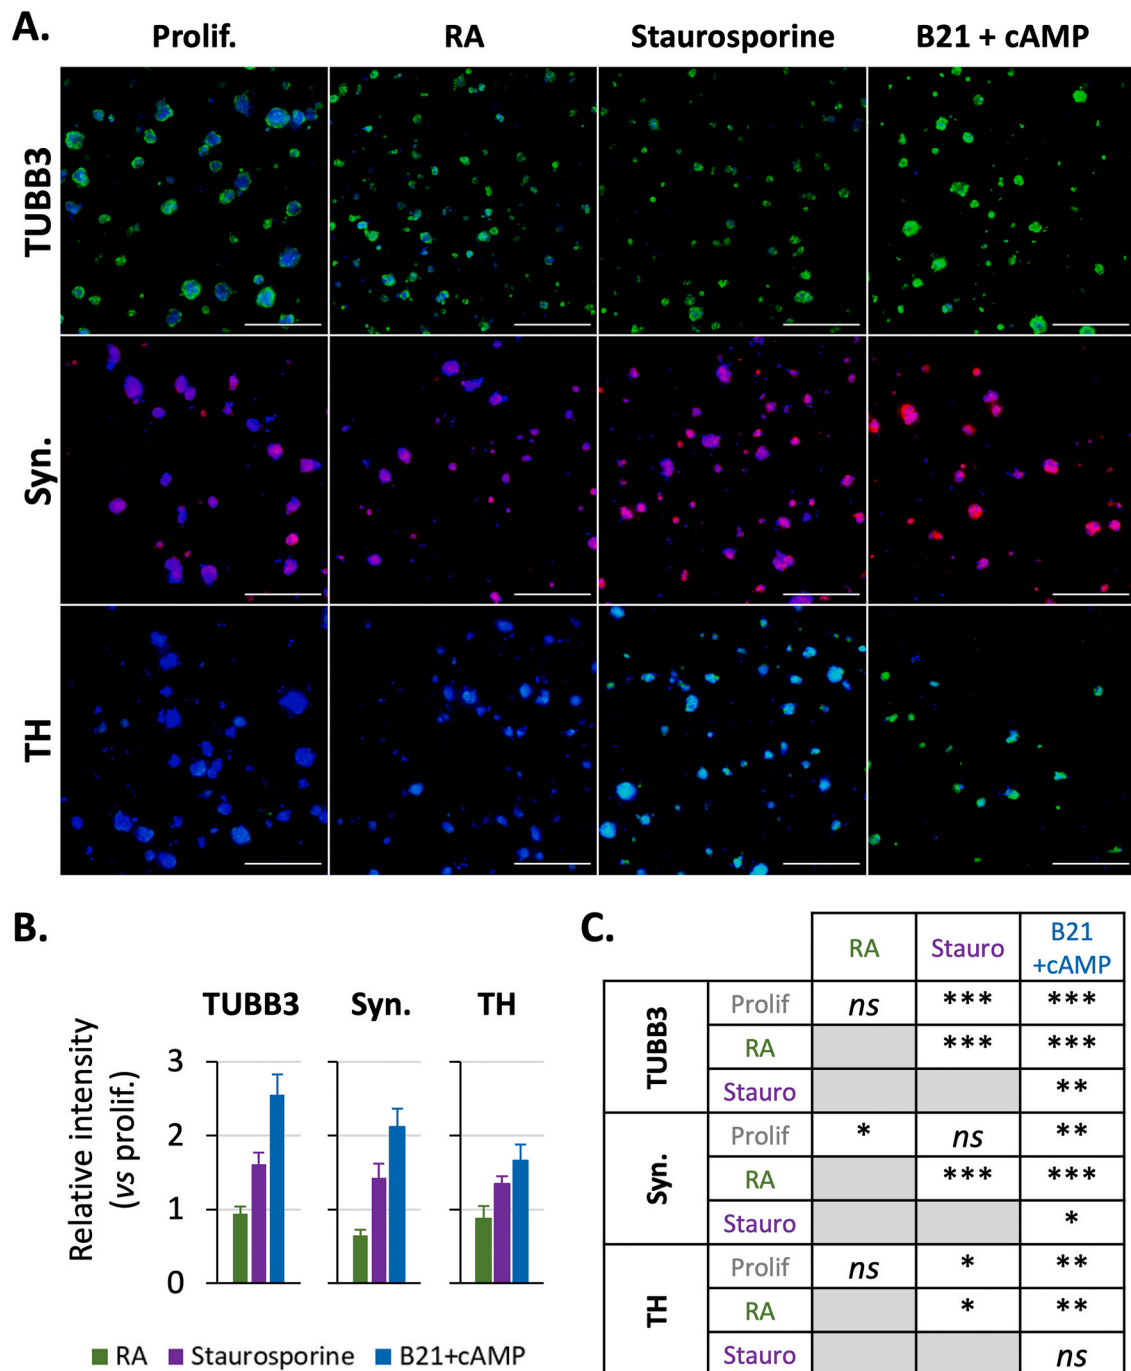 A.
Prolif. RA Staurosporine B21 + cAMP
TUBB3
Syn.
TH
B.
TUBB3 Syn. TH
Relative intensity
(vs prolif.)
3
2
1
0
RA Staurosporine B21+cAMP
C.
RA Stauro B21
+cAMP
TUBB3
Prolif ns *** ***
RA *** ***
Stauro **
Syn.
Prolif * ns **
RA *** ***
Stauro *
TH
Prolif ns * **
RA * **
Stauro ns